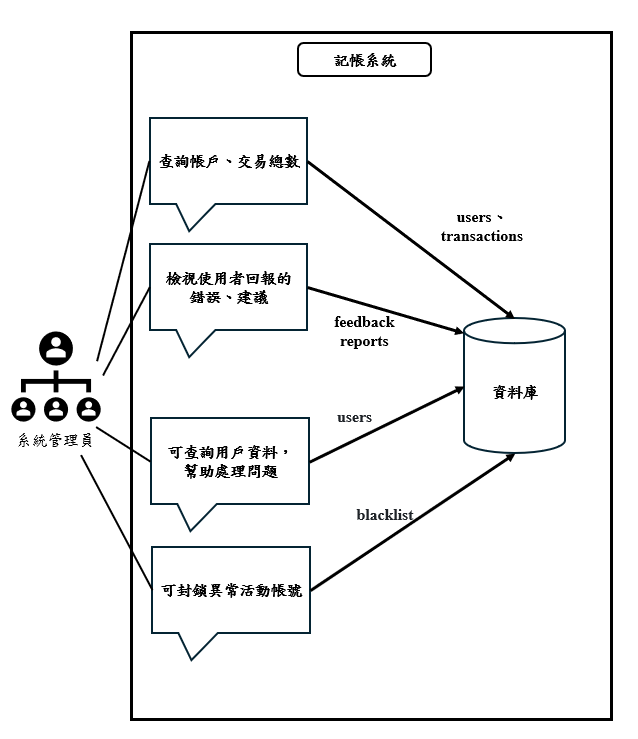 記帳系統
查詢帳戶、交易總數
users、
transactions
檢視使用者回報的
錯誤、建議
feedback
reports
資料庫
系統管理員
users
可查詢用戶資料，
幫助處理問題
blacklist
可封鎖異常活動帳號